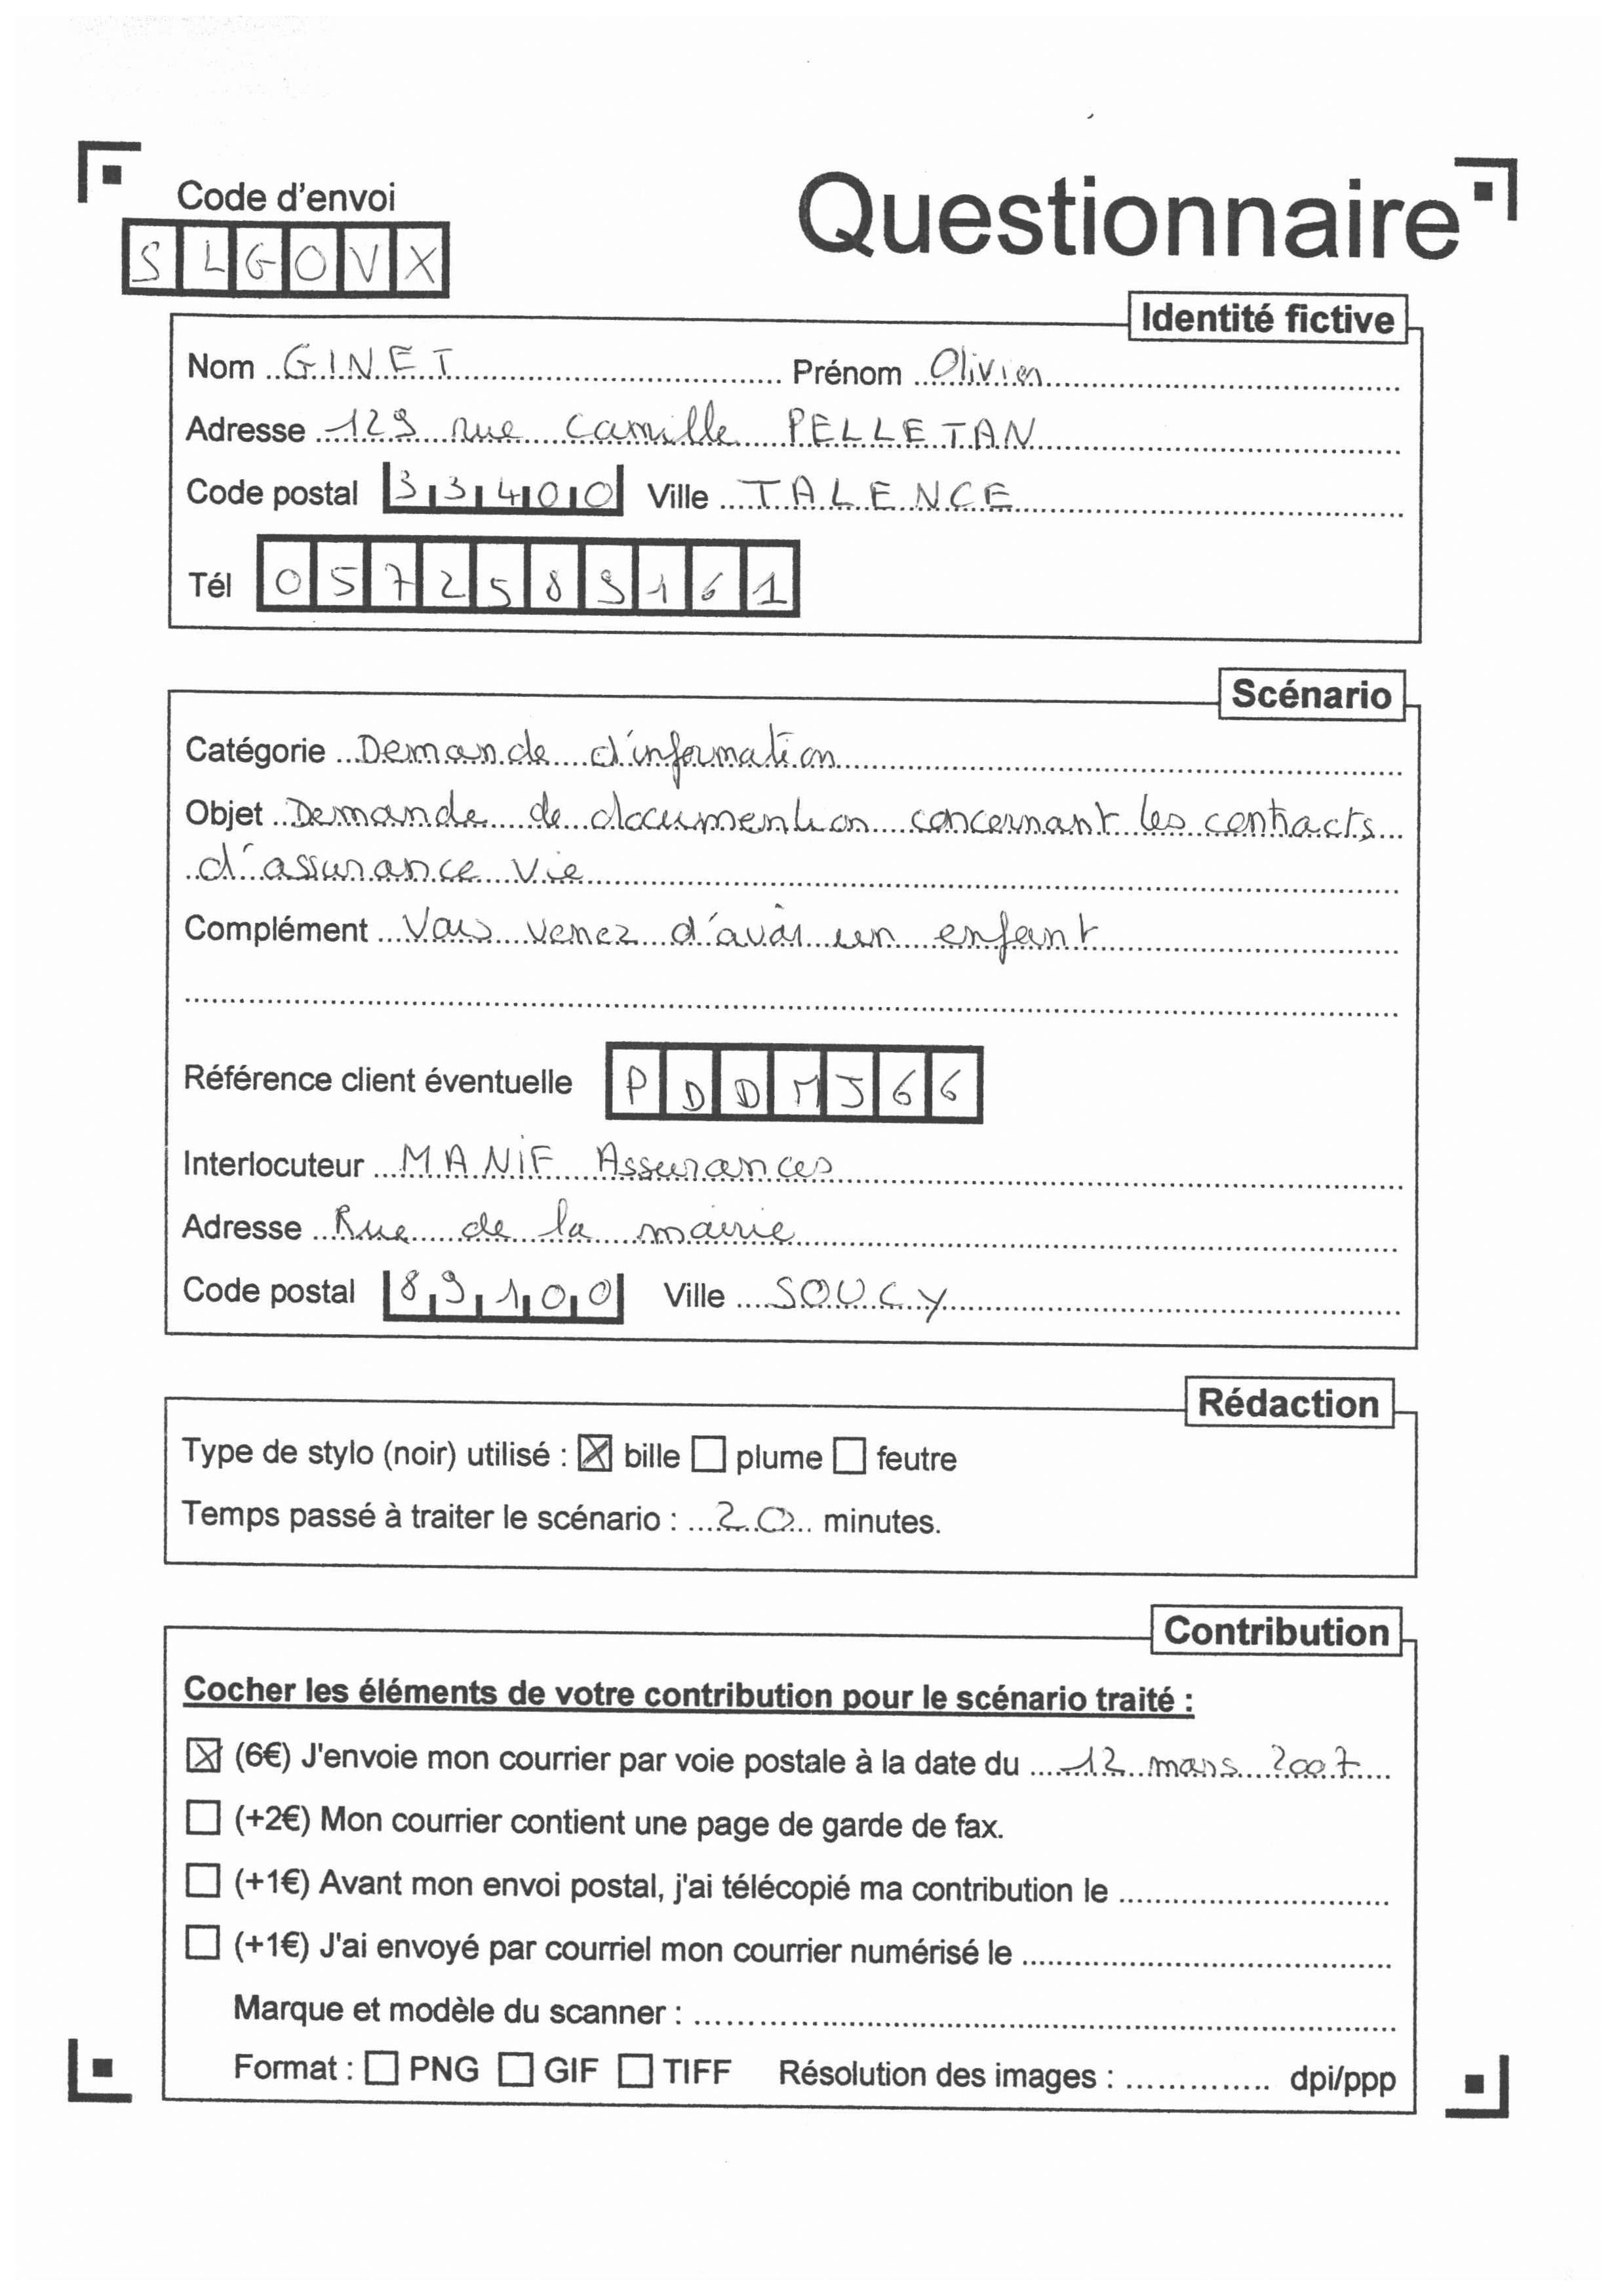 Code d'envoi
SLGOVX
Questionnaire
Identité fictive
Nom GINET Prénom Olivier
Adresse 129 rue Camille PELLETAN
Code postal 33400 Ville TALENCE
Tél 0572589161
Scénario
Catégorie Demande d'information
Objet Demande de documention concernant les contracts
d'assurance vie
Complément Vous venez d'avoir un enfant
Référence client éventuelle PDDMJ66
Interlocuteur MANIF Assurances
Adresse Rue de la mairie
Code postal 89100 Ville SOUCY
Rédaction
Type de stylo (noir) utilisé : ☒ bille ☐ plume ☐ feutre
Temps passé à traiter le scénario : 20 minutes.
Contribution
Cocher les éléments de votre contribution pour le scénario traité :
☒ (6€) J'envoie mon courrier par voie postale à la date du 12 mars 2007
☐ (+2€) Mon courrier contient une page de garde de fax.
☐ (+1€) Avant mon envoi postal, j'ai télécopié ma contribution le
☐ (+1€) J'ai envoyé par courriel mon courrier numérisé le
Marque et modèle du scanner :
Format : ☐ PNG ☐ GIF ☐ TIFF Résolution des images : dpi/ppp